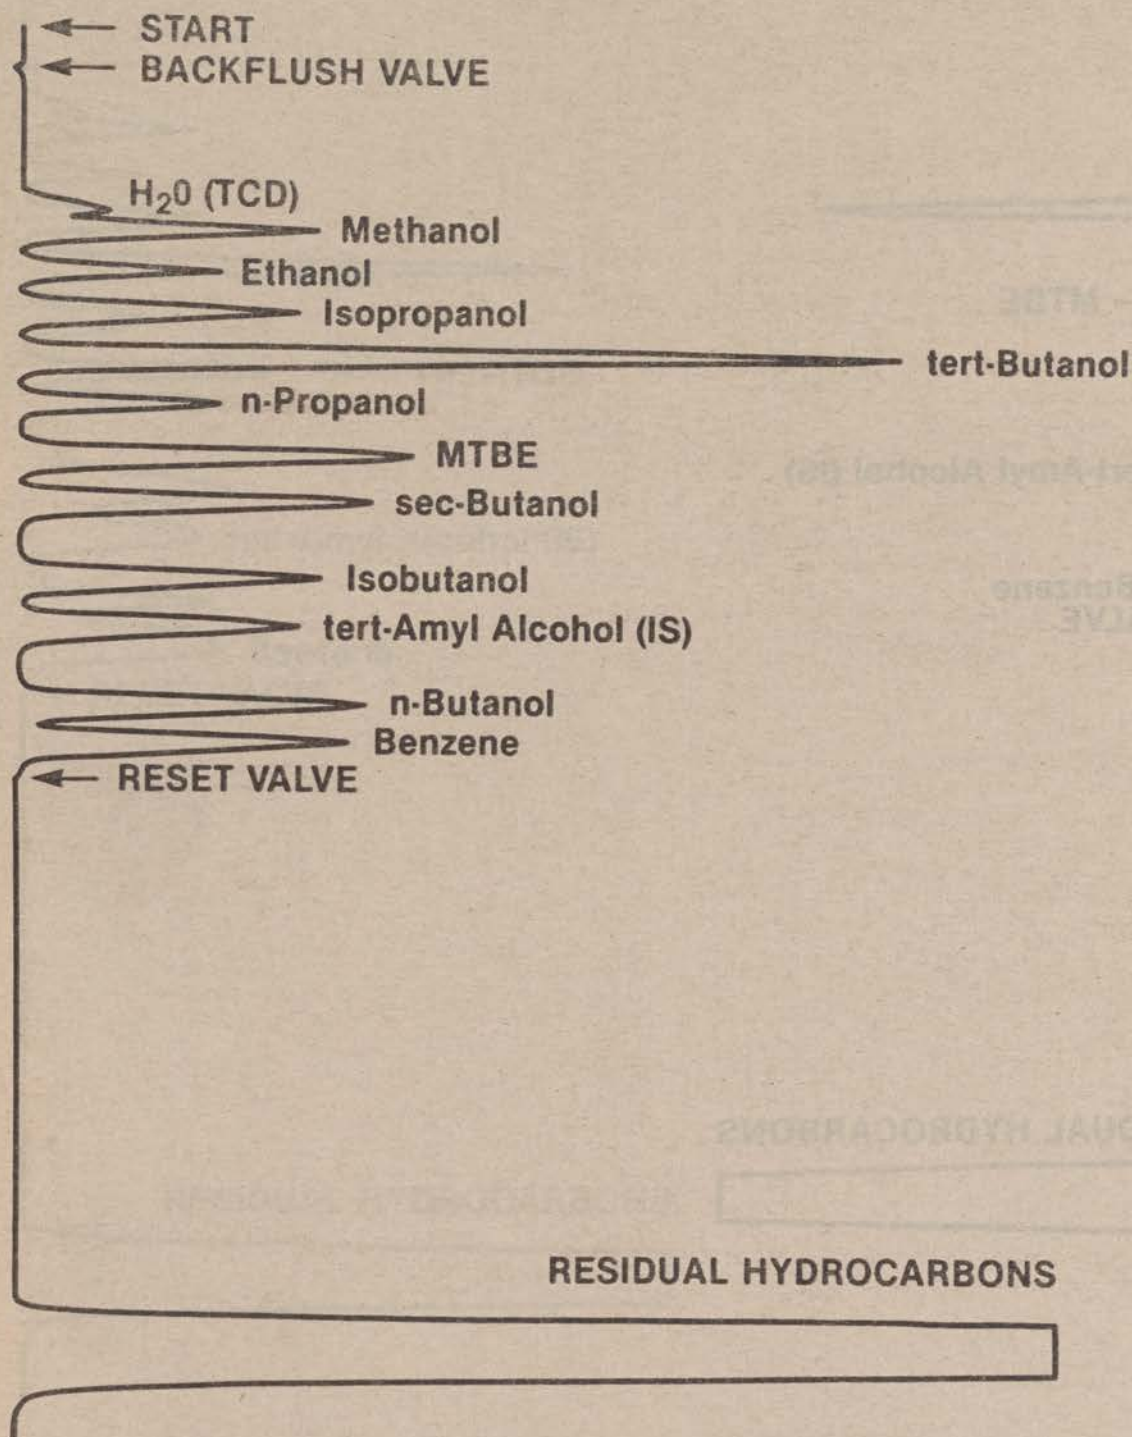 START
BACKFLUSH VALVE
H₂0 (TCD)
Methanol
Ethanol
Isopropanol
tert-Butanol
n-Propanol
MTBE
sec-Butanol
Isobutanol
tert-Amyl Alcohol (IS)
n-Butanol
Benzene
RESET VALVE
RESIDUAL HYDROCARBONS